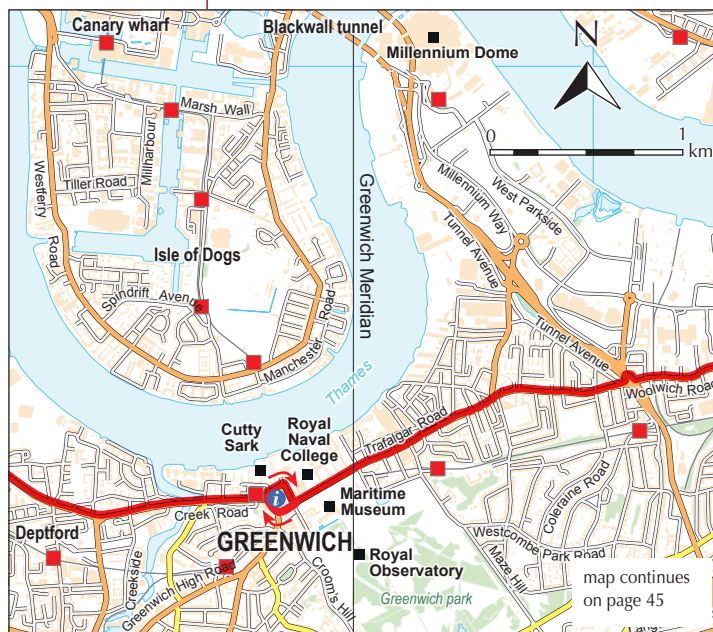 Canary wharf
Blackwall tunnel
Millennium Dome
N
0
1
km
Marsh Wall
Millharbour
Tiller Road
Westferry
Road
Isle of Dogs
Spindrift Avenue
Manchester
Road
Greenwich Meridian
Millennium Way
West Parkside
Tunnel Avenue
Tunnel Avenue
Thames
Woolwich Road
Trafalgar Road
Cutty
Sark
Royal
Naval
College
i
Maritime
Museum
Creek Road
GREENWICH
Deptford
Creekside
Greenwich High Road
Croom's Hill
Royal
Observatory
Greenwich park
Maze Hill
Westcombe Park Road
Coleraine Road
map continues
on page 45